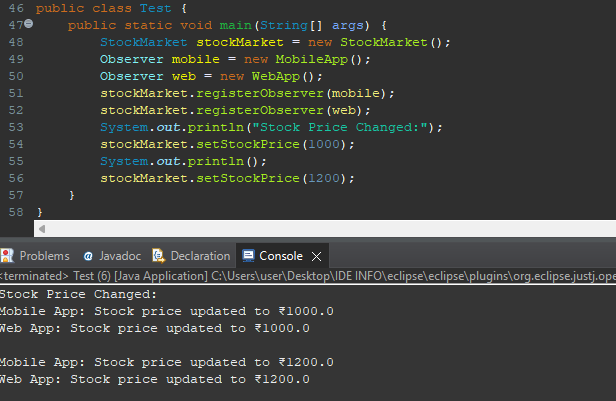 46 public class Test {
47 public static void main(String[] args) {
48 StockMarket stockMarket = new StockMarket();
49 Observer mobile = new MobileApp();
50 Observer web = new WebApp();
51 stockMarket.registerObserver(mobile);
52 stockMarket.registerObserver(web);
53 System.out.println("Stock Price Changed:");
54 stockMarket.setStockPrice(1000);
55 System.out.println();
56 stockMarket.setStockPrice(1200);
57 }
58 }
Problems @ Javadoc Declaration Console
<terminated> Test (6) [Java Application] C:\Users\user\Desktop\IDE INFO\eclipse\eclipse\plugins\org.eclipse.justj.ope
Stock Price Changed:
Mobile App: Stock price updated to ₹1000.0
Web App: Stock price updated to ₹1000.0
Mobile App: Stock price updated to ₹1200.0
Web App: Stock price updated to ₹1200.0